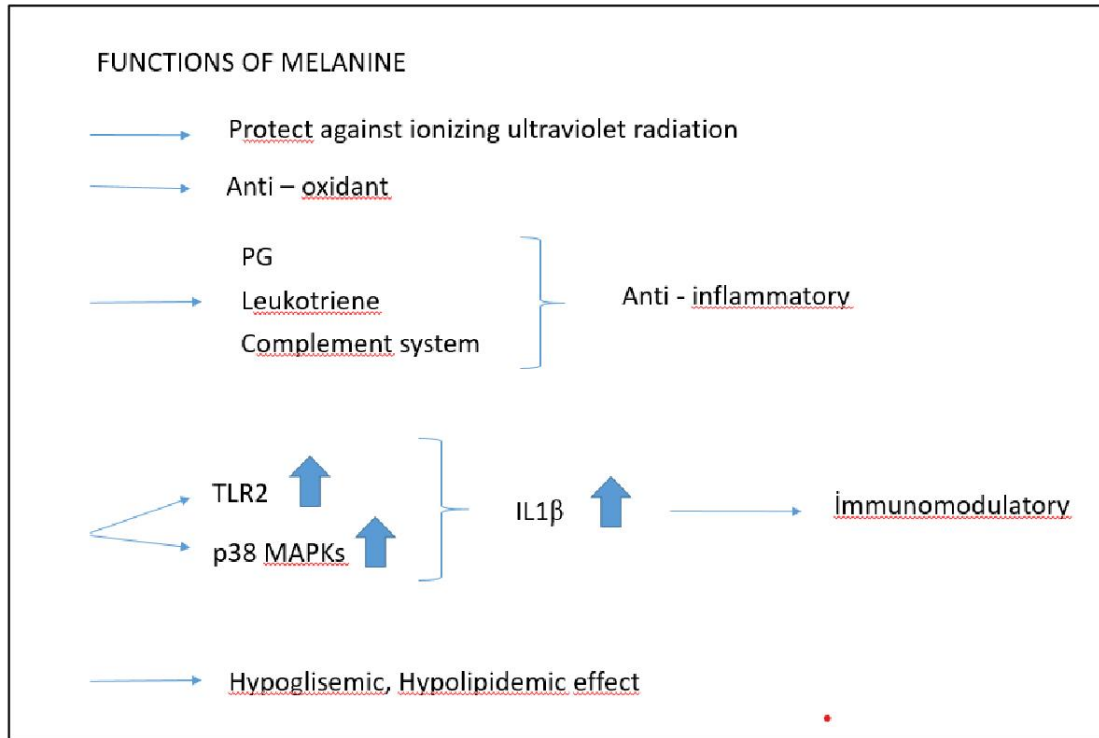 FUNCTIONS OF MELANINE
Protect against ionizing ultraviolet radiation
Anti – oxidant
PG
Leukotriene
Complement system
Anti - inflammatory
TLR2
p38 MAPKs
IL1β
İmmunomodulatory
Hypoglisemic, Hypolipidemic effect